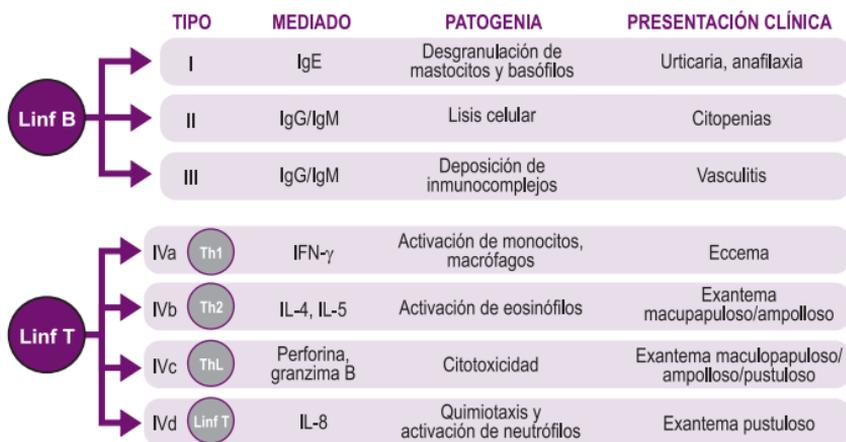 TIPO MEDIADO PATOGENIA PRESENTACIÓN CLÍNICA
Linf B
I IgE Desgranulación de
mastocitos y basófilos Urticaria, anafilaxia
II IgG/IgM Lisis celular Citopenias
III IgG/IgM Deposición de
inmunocomplejos Vasculitis
Linf T
IVa Th1 IFN-γ Activación de monocitos,
macrófagos Eccema
IVb Th2 IL-4, IL-5 Activación de eosinófilos Exantema
macupapuloso/ampolloso
IVc ThL Perforina,
granzima B Citotoxicidad Exantema maculopapuloso/
ampolloso/pustuloso
IVd Linf T IL-8 Quimiotaxis y
activación de neutrófilos Exantema pustuloso